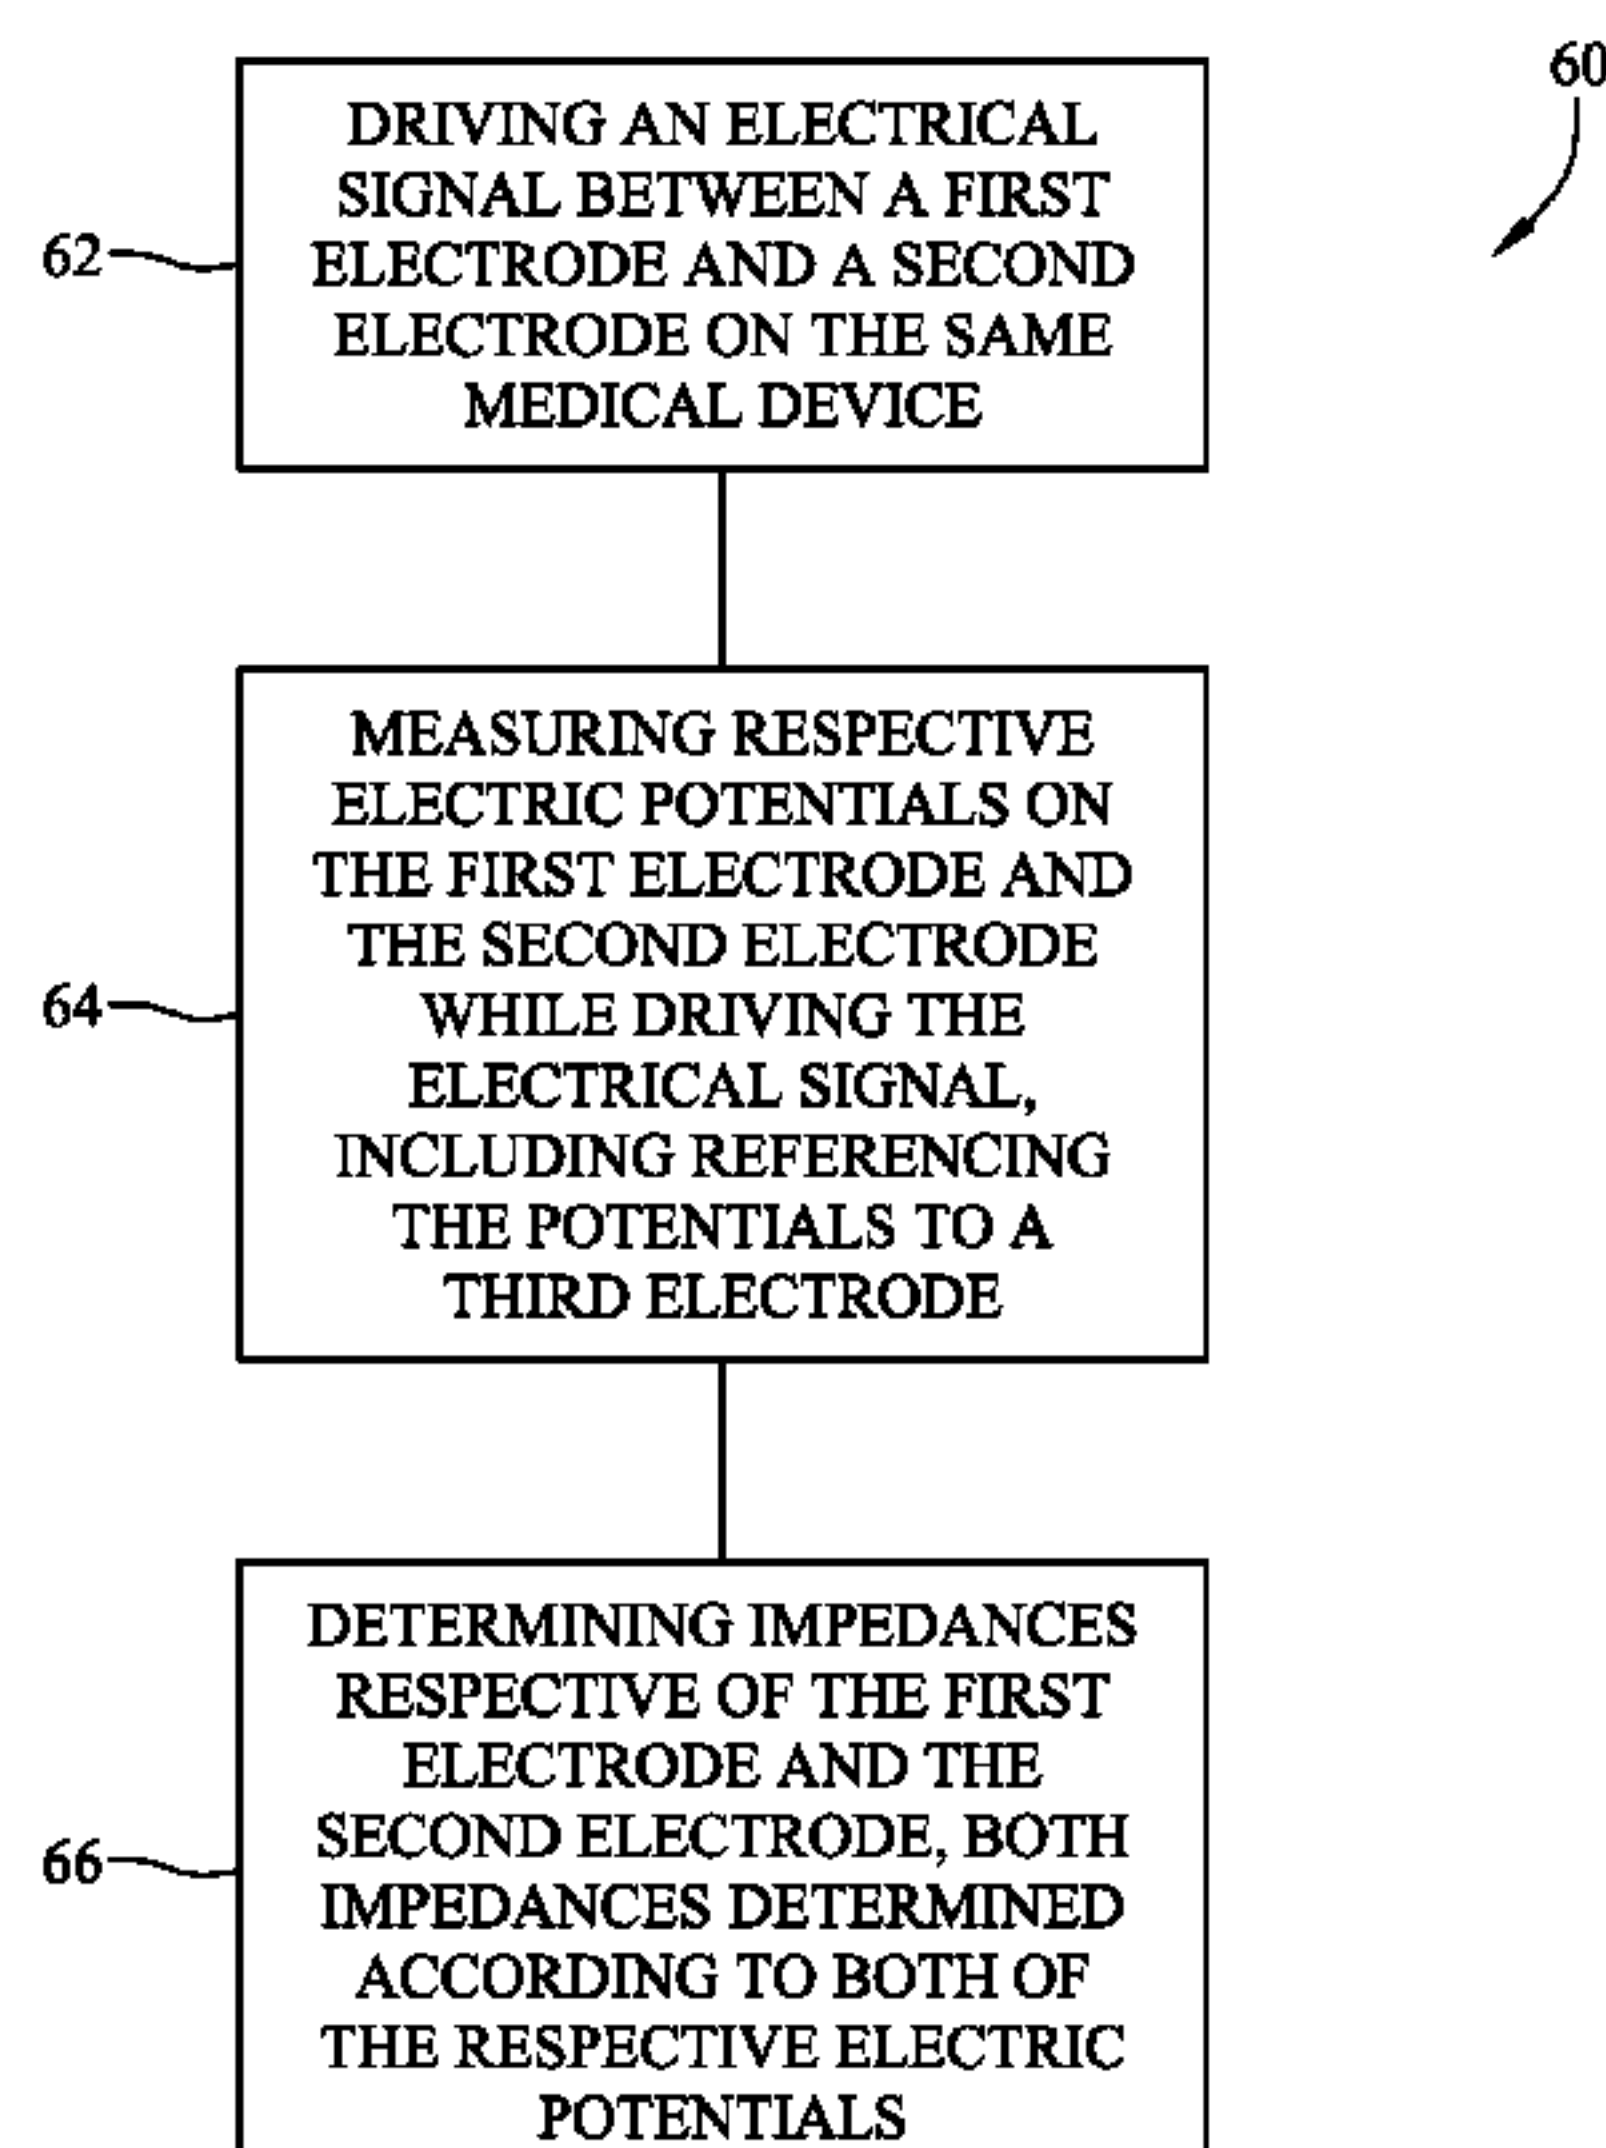 60
DRIVING AN ELECTRICAL
SIGNAL BETWEEN A FIRST
ELECTRODE AND A SECOND
ELECTRODE ON THE SAME
MEDICAL DEVICE
62
MEASURING RESPECTIVE
ELECTRIC POTENTIALS ON
THE FIRST ELECTRODE AND
THE SECOND ELECTRODE
WHILE DRIVING THE
ELECTRICAL SIGNAL,
INCLUDING REFERENCING
THE POTENTIALS TO A
THIRD ELECTRODE
64
DETERMINING IMPEDANCES
RESPECTIVE OF THE FIRST
ELECTRODE AND THE
SECOND ELECTRODE, BOTH
IMPEDANCES DETERMINED
ACCORDING TO BOTH OF
THE RESPECTIVE ELECTRIC
POTENTIALS
66